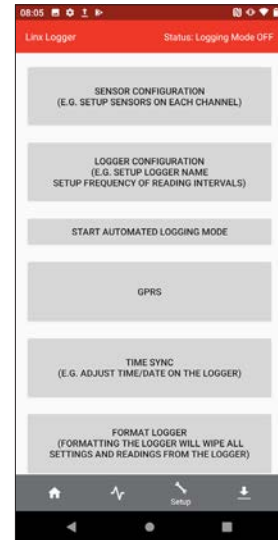 08:05
Linx Logger Status: Logging Mode OFF
SENSOR CONFIGURATION
(E.G. SETUP SENSORS ON EACH CHANNEL)
LOGGER CONFIGURATION
(E.G. SETUP LOGGER NAME
SETUP FREQUENCY OF READING INTERVALS)
START AUTOMATED LOGGING MODE
GPRS
TIME SYNC
(E.G. ADJUST TIME/DATE ON THE LOGGER)
FORMAT LOGGER
(FORMATTING THE LOGGER WILL WIPE ALL
SETTINGS AND READINGS FROM THE LOGGER)
Setup